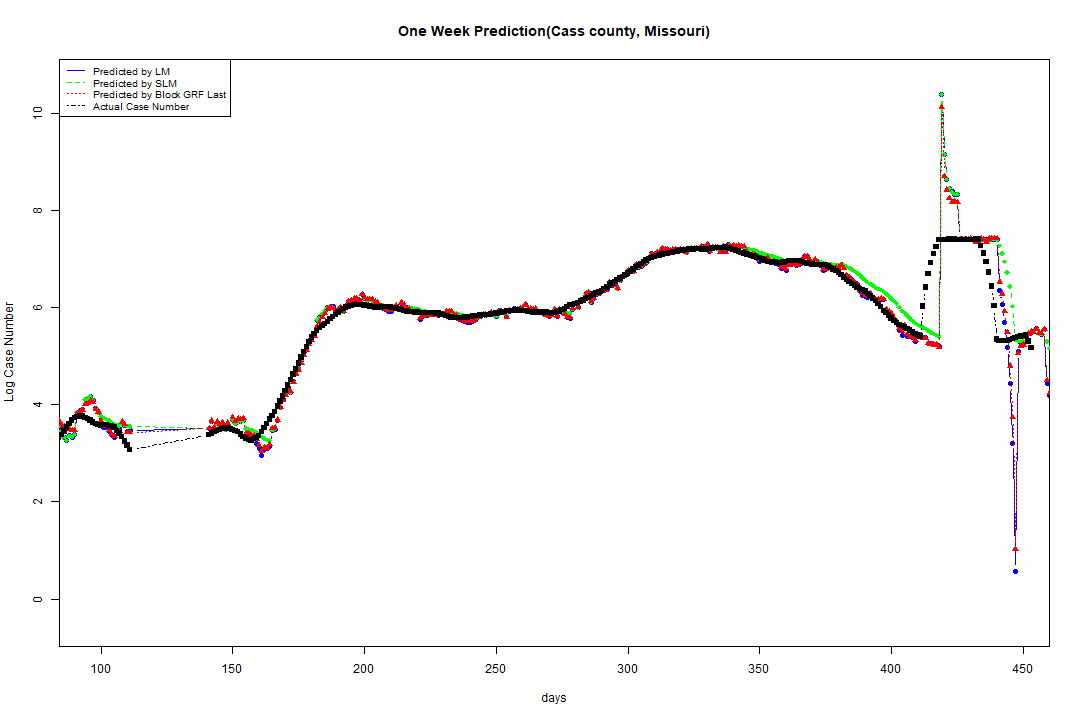 One Week Prediction(Cass county, Missouri)
Predicted by LM
Predicted by SLM
Predicted by Block GRF Last
Actual Case Number
Log Case Number
10
8
6
4
2
0
100 150 200 250 300 350 400 450
days